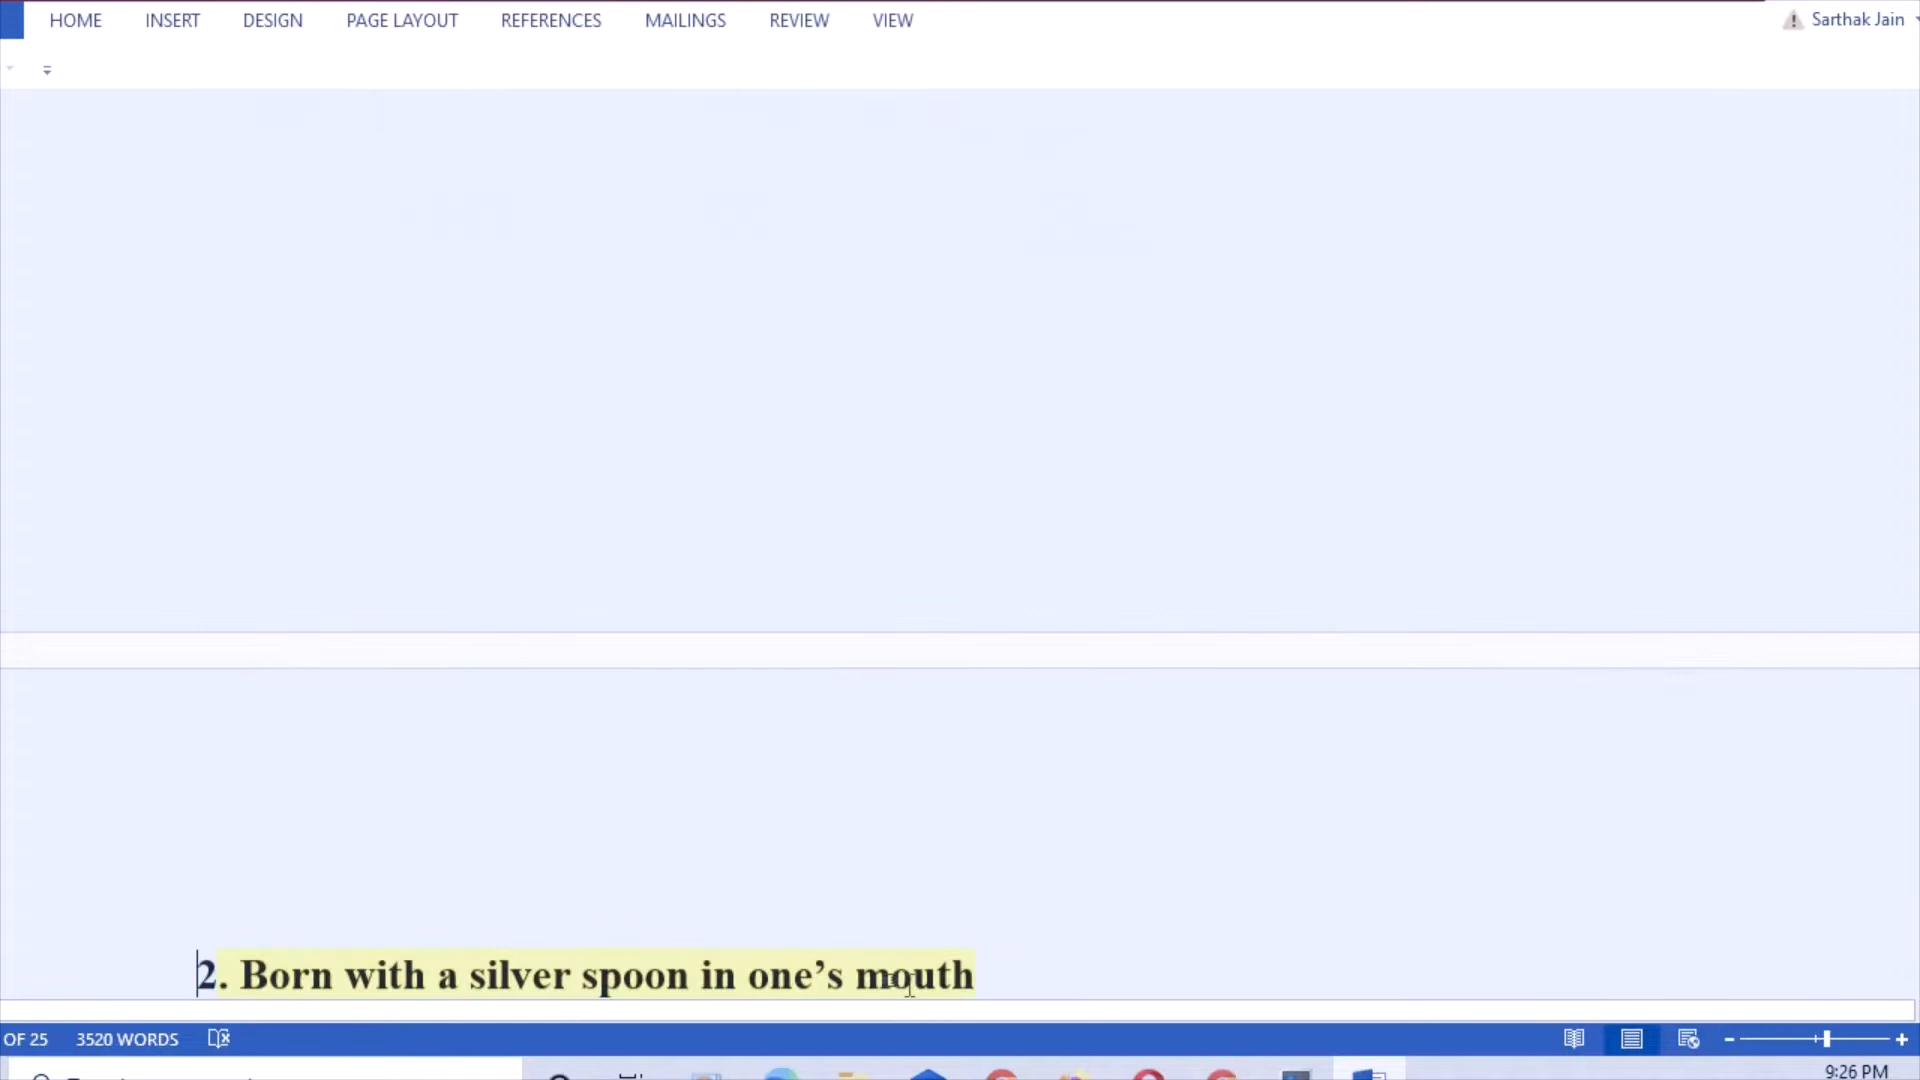 HOME INSERT DESIGN PAGE LAYOUT REFERENCES MAILINGS REVIEW VIEW Sarthak Jain
2. Born with a silver spoon in one’s mouth
OF 25 3520 WORDS
9:26 PM